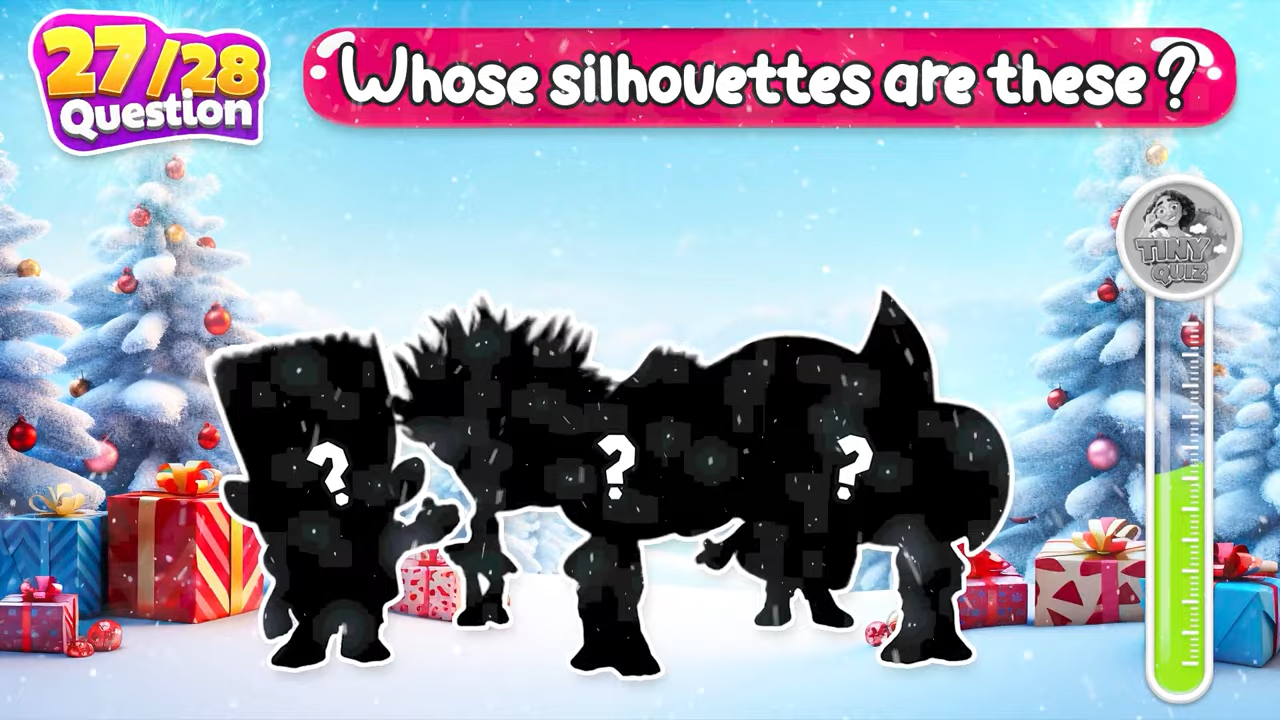 27/28
Question
Whose silhouettes are these?
TINY
QUIZ
?
?
?